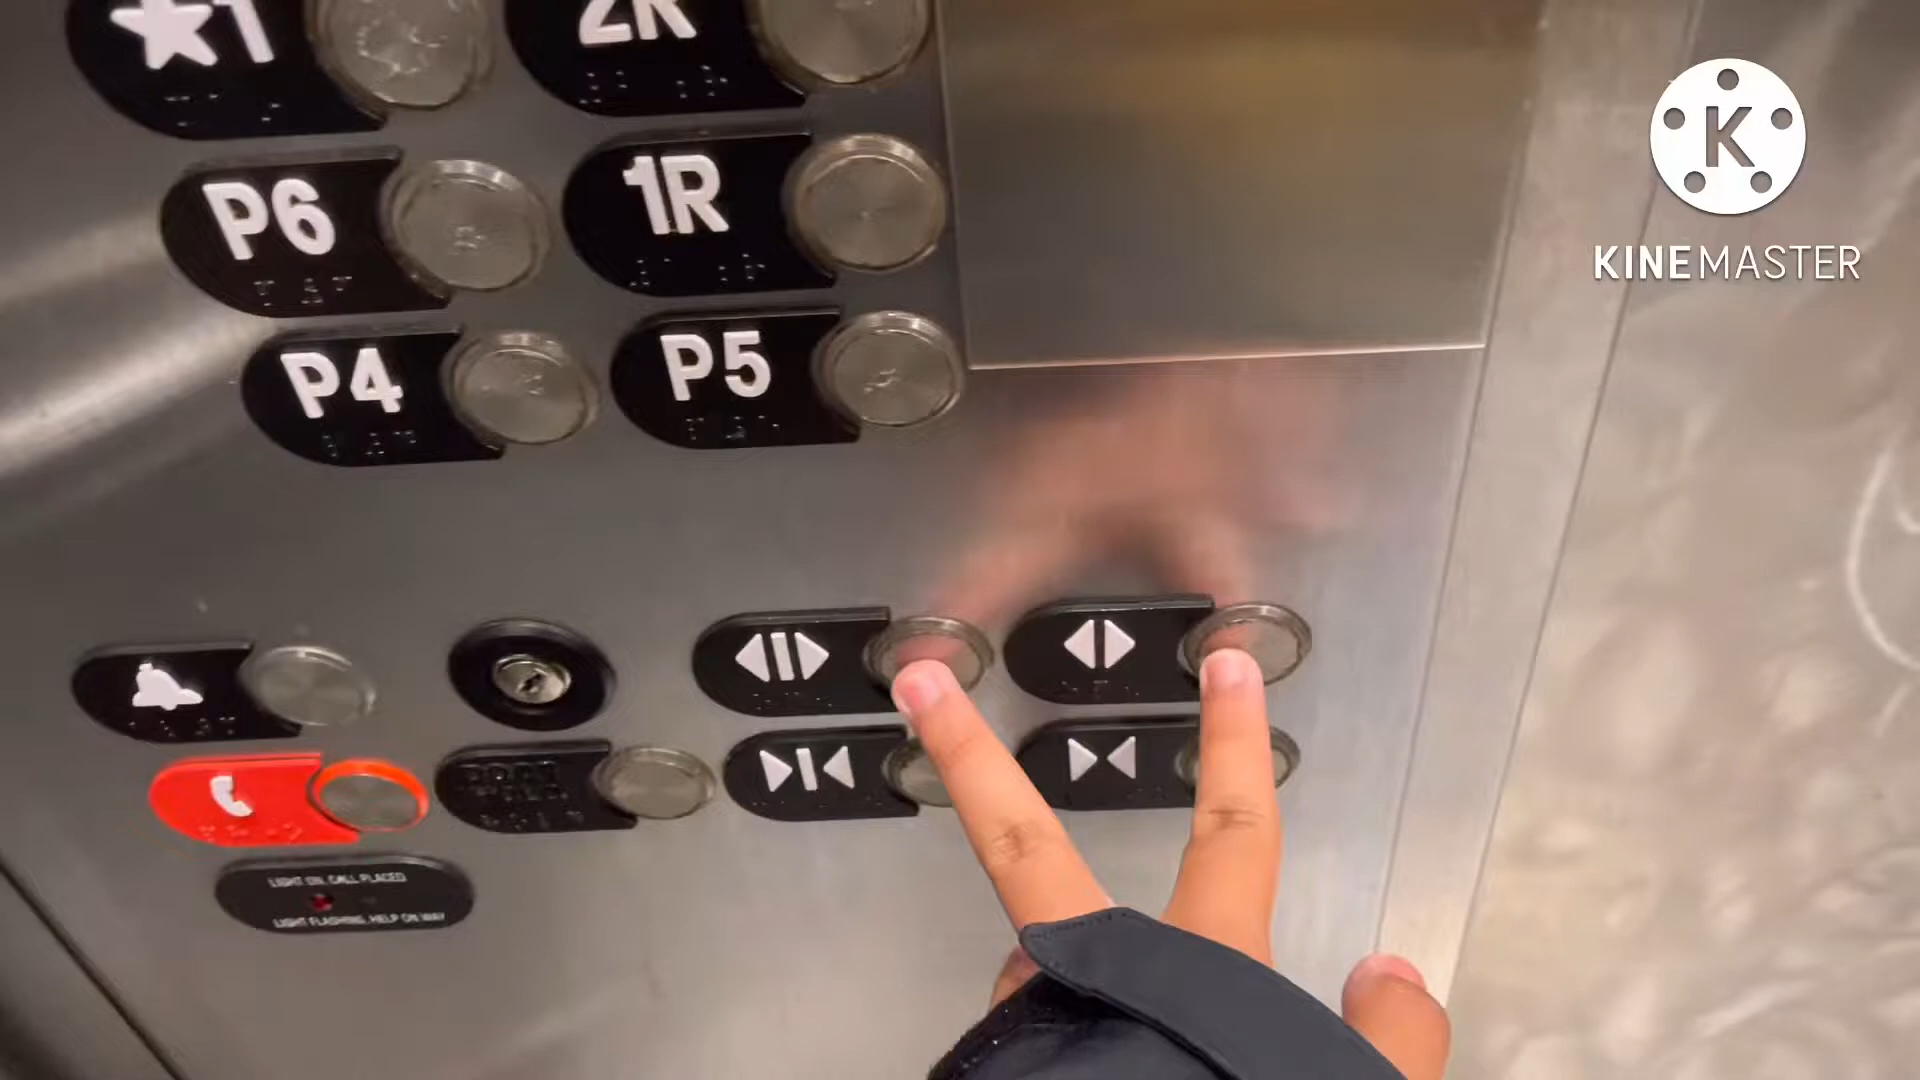 ★1
2R
P6
1R
P4
P5
LIGHT ON, CALL PLACED
LIGHT FLASHING, HELP ON WAY
K
KINEMASTER